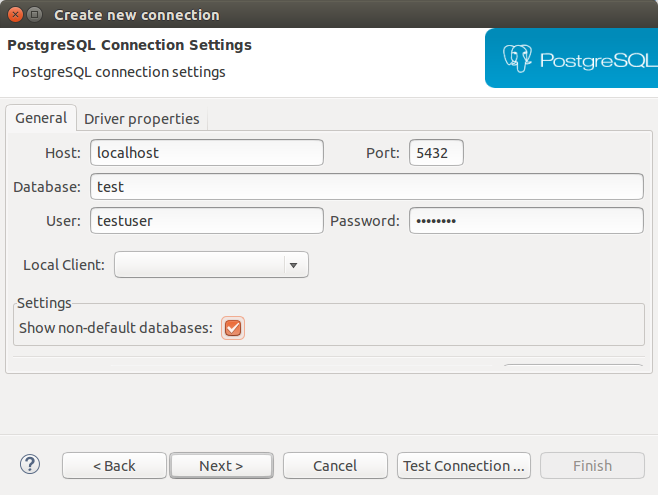 Create new connection
PostgreSQL Connection Settings
PostgreSQL connection settings
PostgreSQL
General Driver properties
Host: localhost Port: 5432
Database: test
User: testuser Password: ••••••••
Local Client:
Settings
Show non-default databases:
? < Back Next > Cancel Test Connection ... Finish